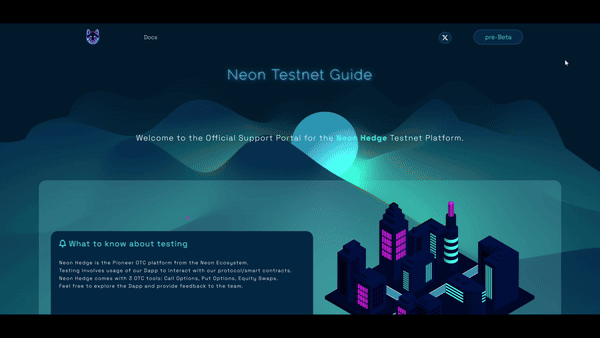 Docs
X
pre-Beta
Neon Testnet Guide
Welcome to the Official Support Portal for the Neon Hedge Testnet Platform.
What to know about testing
Neon Hedge is the Pioneer OTC platform from the Neon Ecosystem.
Testing involves usage of our Dapp to interact with our protocol/smart contracts.
Neon Hedge comes with 3 OTC tools: Call Options, Put Options, Equity Swaps.
Feel free to explore the Dapp and provide feedback to the team.